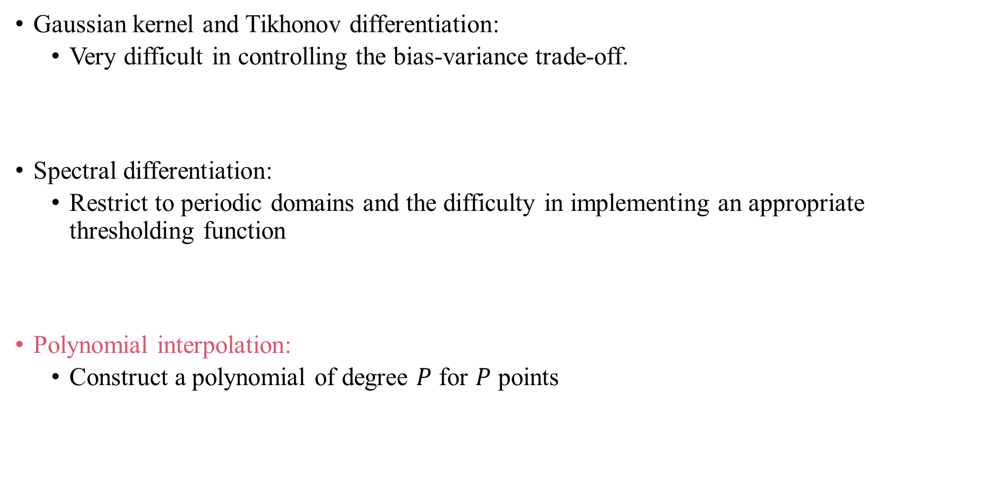 • Gaussian kernel and Tikhonov differentiation:
• Very difficult in controlling the bias-variance trade-off.
• Spectral differentiation:
• Restrict to periodic domains and the difficulty in implementing an appropriate
thresholding function
• Polynomial interpolation:
• Construct a polynomial of degree P for P points